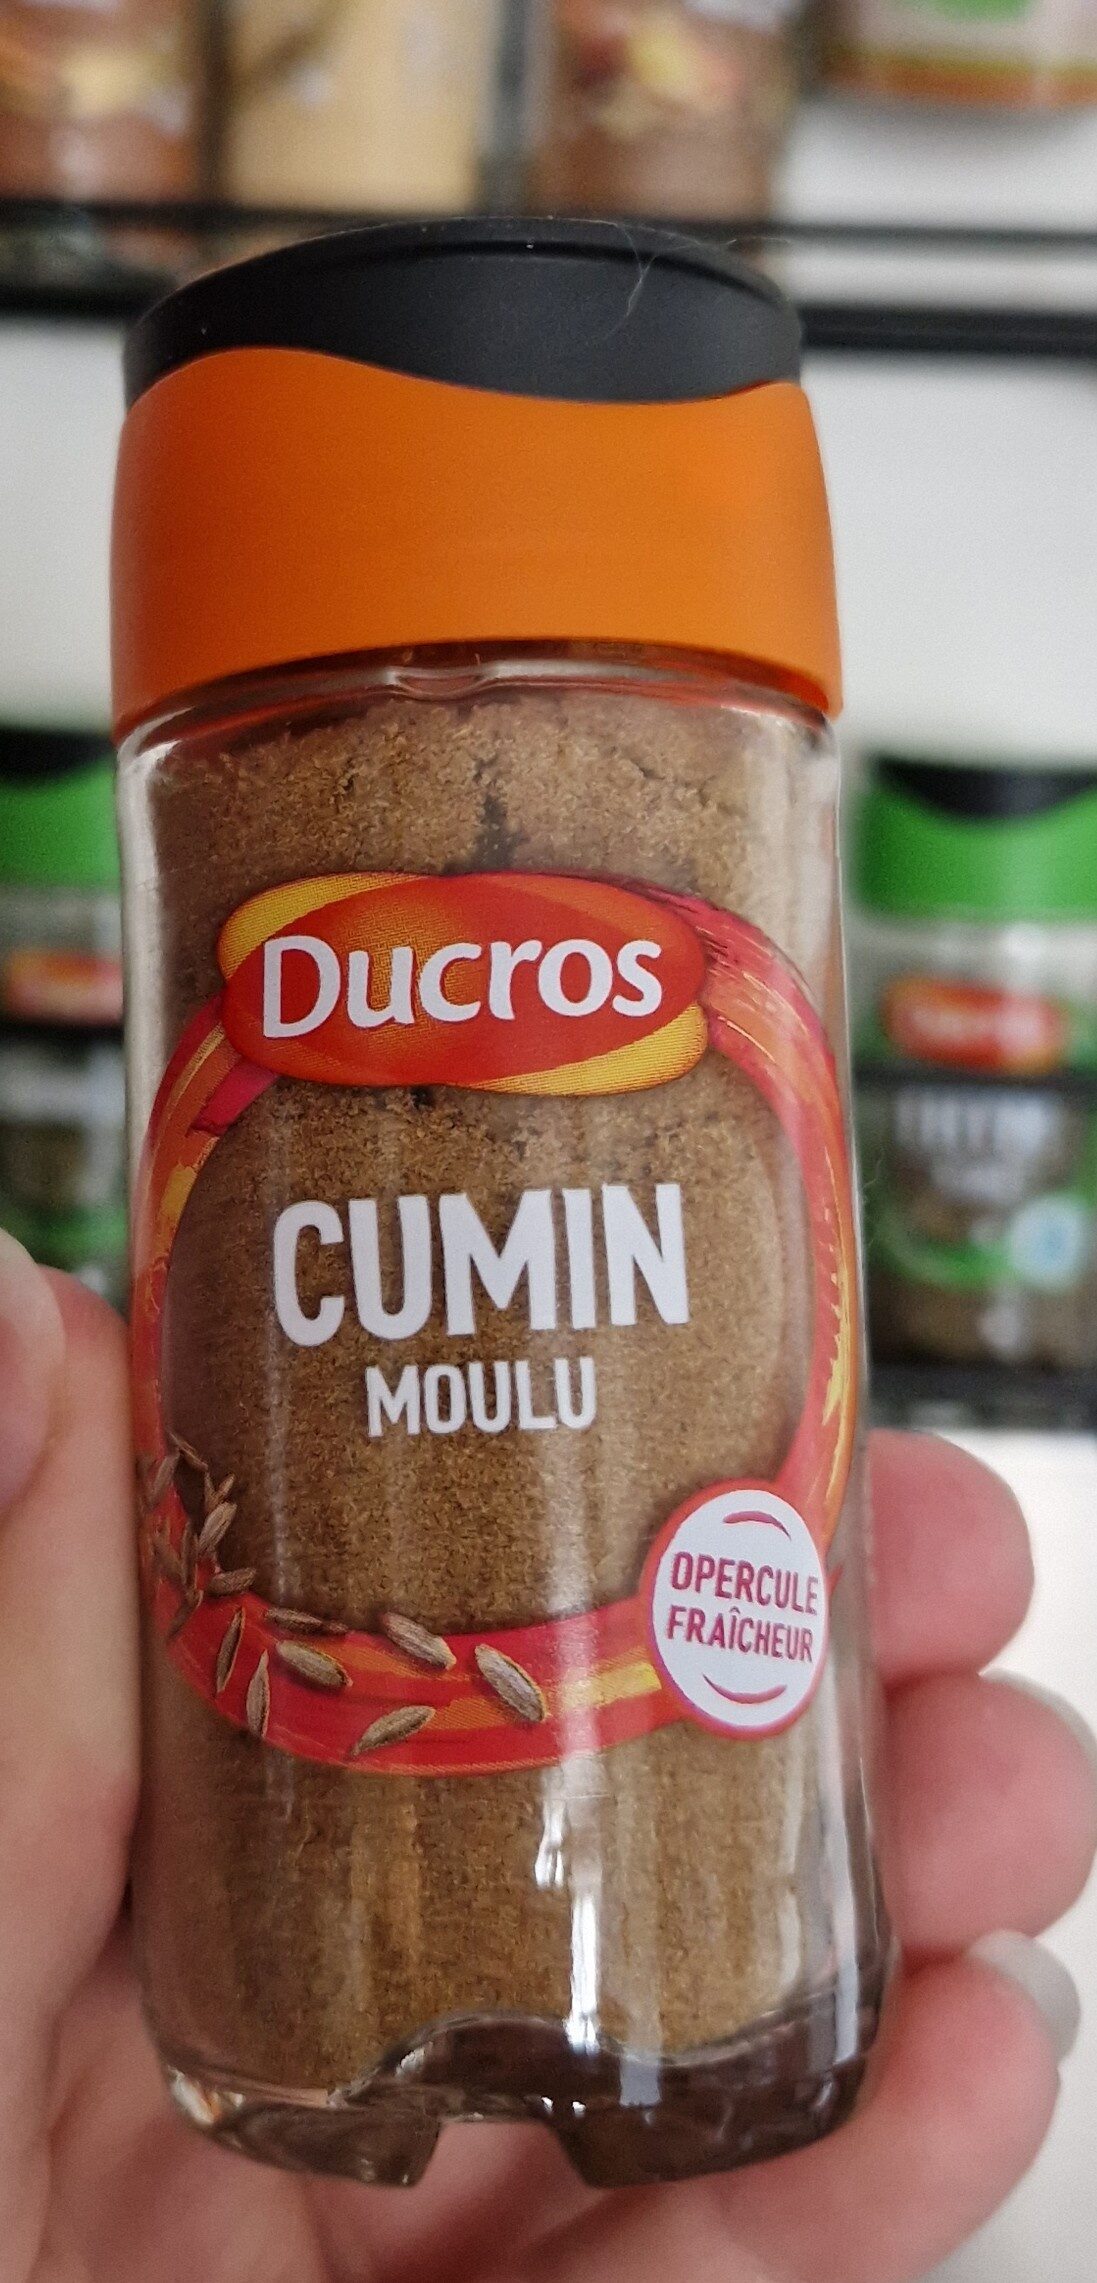 Ducros
CUMIN
MOULU
OPERCULE
FRAÎCHEUR